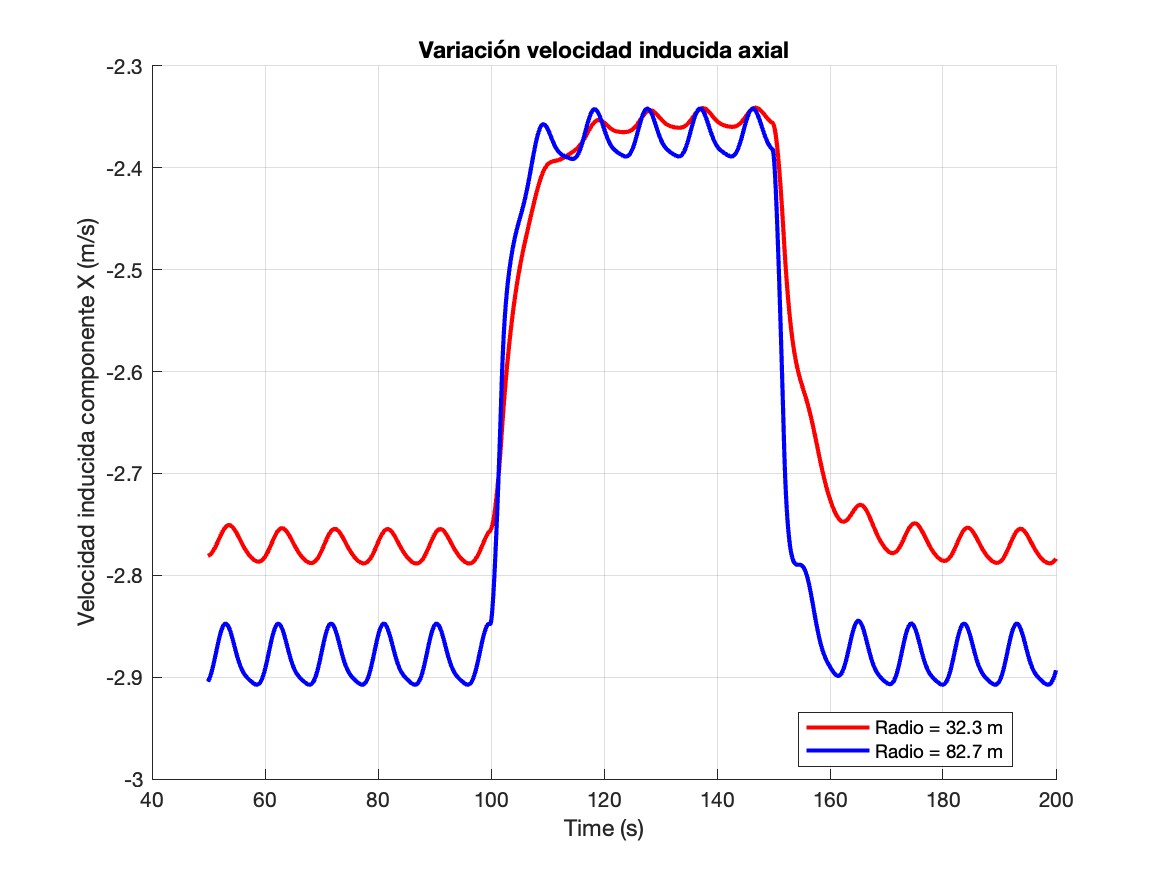 Variación velocidad inducida axial
Velocidad inducida componente X (m/s)
-2.3
-2.4
-2.5
-2.6
-2.7
-2.8
-2.9
-3
40 60 80 100 120 140 160 180 200
Time (s)
Radio = 32.3 m
Radio = 82.7 m